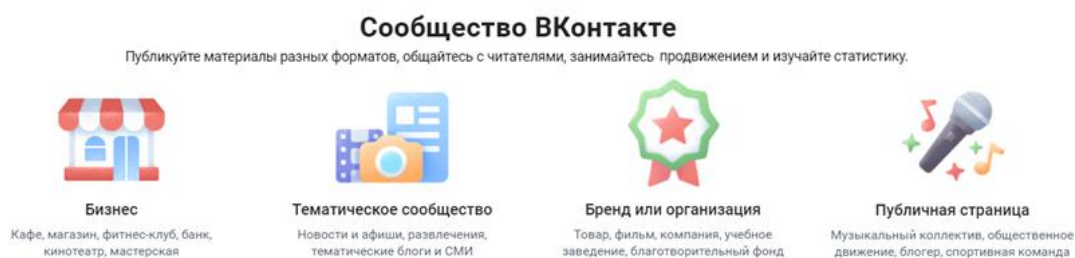 Сообщество ВКонтакте
Публикуйте материалы разных форматов, общайтесь с читателями, занимайтесь продвижением и изучайте статистику.
Бизнес
Кафе, магазин, фитнес-клуб, банк,
кинотеатр, мастерская
Тематическое сообщество
Новости и афиши, развлечения,
тематические блоги и СМИ
Бренд или организация
Товар, фильм, компания, учебное
заведение, благотворительный фонд
Публичная страница
Музыкальный коллектив, общественное
движение, блогер, спортивная команда